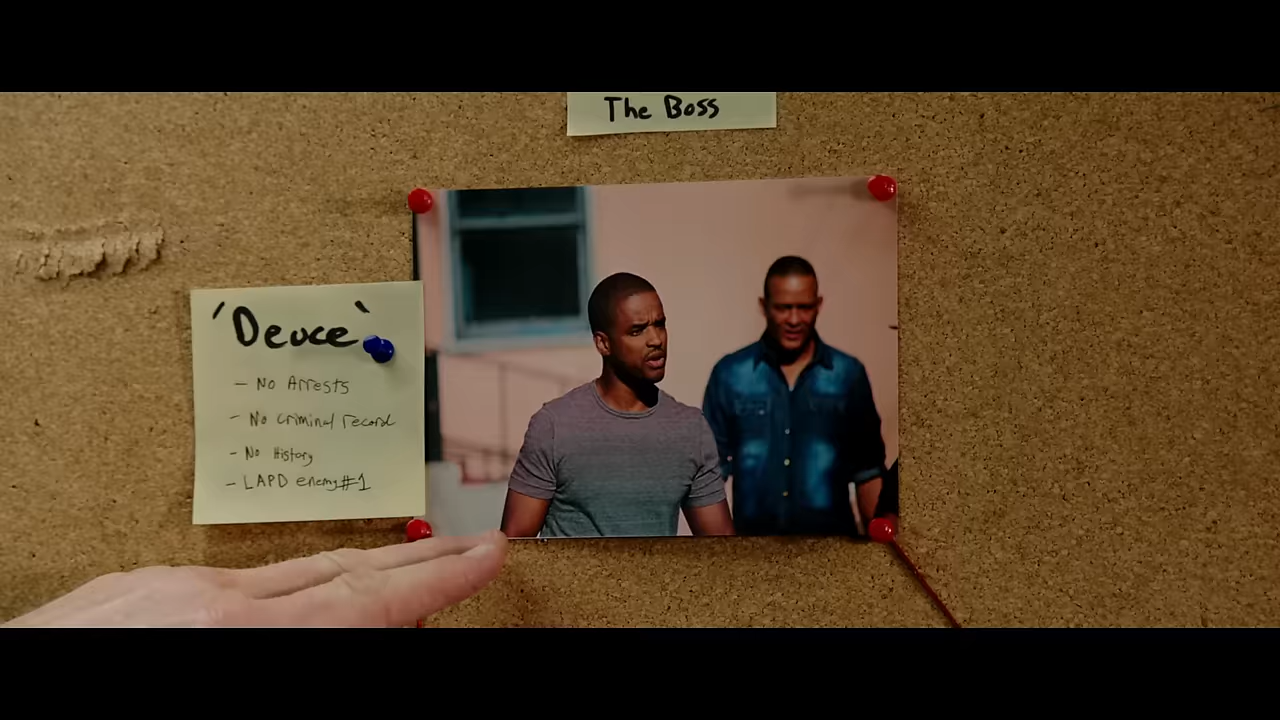 The Boss
'Deuce'
- No Arrests
- No criminal record
- No History
- LAPD enemy #1